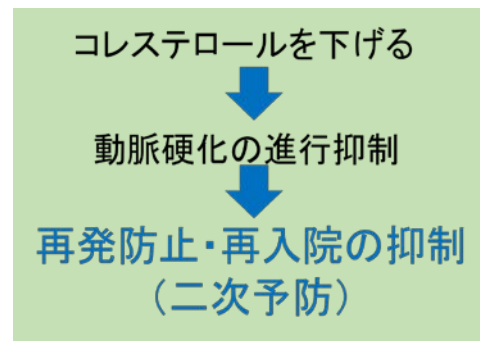 コレステロールを下げる
動脈硬化の進行抑制
再発防止・再入院の抑制
（二次予防）